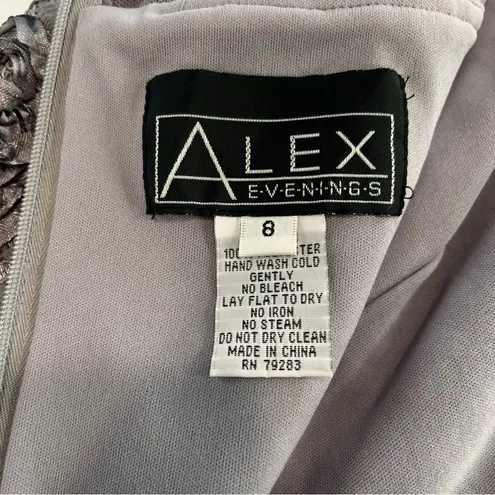 ALEX
E·V·E·N·I·N·G·S
8
HAND WASH COLD
GENTLY
NO BLEACH
LAY FLAT TO DRY
NO IRON
NO STEAM
DO NOT DRY CLEAN
MADE IN CHINA
RN 79283